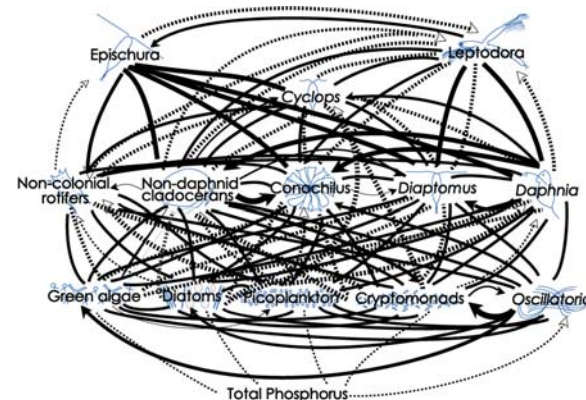 Epischura
Leptodora
Cyclops
Non-colonial
rotifers
Non-daphnid
cladocerans
Conochilus
Diaptomus
Daphnia
Green algae
Diatoms
Picoplankton
Cryptomonads
Oscillatoria
Total Phosphorus